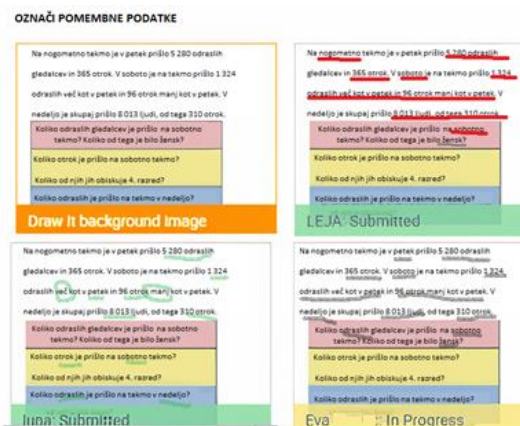 OZNAČI POMEMBNE PODATKE
Na nogometno tekmo je v petek prišlo 5 280 odraslih
gledalcev in 365 otrok. V soboto je na tekmo prišlo 1 324
odraslih več kot v petek in 96 otrok manj kot v petek. V
nedeljo je skupaj prišlo 8 013 ljudi, od tega 310 otrok.
Koliko odraslih gledalcev je prišlo na sobotno
tekmo? Koliko od tega je bilo žensk?
Koliko otrok je prišlo na sobotno tekmo?
Koliko od njih jih obiskuje 4. razred?
Koliko odraslih je prišlo na tekmo v nedeljo?
Draw It background image
Na nogometno tekmo je v petek prišlo 5 280 odraslih
gledalcev in 365 otrok. V soboto je na tekmo prišlo 1 324
odraslih več kot v petek in 96 otrok manj kot v petek. V
nedeljo je skupaj prišlo 8 013 ljudi, od tega 310 otrok.
Koliko odraslih gledalcev je prišlo na sobotno
tekmo? Koliko od tega je bilo žensk?
Koliko otrok je prišlo na sobotno tekmo?
Koliko od njih jih obiskuje 4. razred?
Koliko odraslih je prišlo na tekmo v nedeljo?
LEJA: Submitted
Na nogometno tekmo je v petek prišlo 5 280 odraslih
gledalcev in 365 otrok. V soboto je na tekmo prišlo 1 324
odraslih več kot v petek in 96 otrok manj kot v petek. V
nedeljo je skupaj prišlo 8 013 ljudi, od tega 310 otrok.
Koliko odraslih gledalcev je prišlo na sobotno
tekmo? Koliko od tega je bilo žensk?
Koliko otrok je prišlo na sobotno tekmo?
Koliko od njih jih obiskuje 4. razred?
Koliko odraslih je prišlo na tekmo v nedeljo?
Submitted
Na nogometno tekmo je v petek prišlo 5 280 odraslih
gledalcev in 365 otrok. V soboto je na tekmo prišlo 1 324
odraslih več kot v petek in 96 otrok manj kot v petek. V
nedeljo je skupaj prišlo 8 013 ljudi, od tega 310 otrok.
Koliko odraslih gledalcev je prišlo na sobotno
tekmo? Koliko od tega je bilo žensk?
Koliko otrok je prišlo na sobotno tekmo?
Koliko od njih jih obiskuje 4. razred?
Koliko odraslih je prišlo na tekmo v nedeljo?
Eva : In Progress